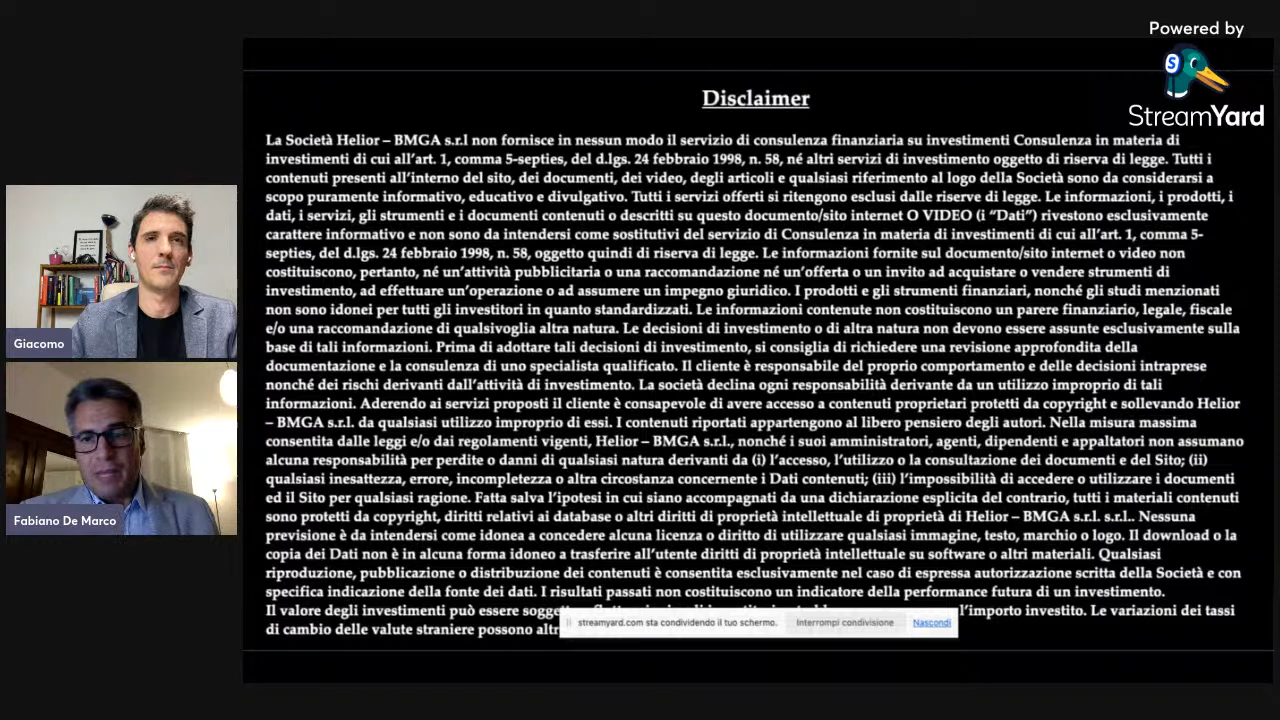 Powered by
StreamYard
Disclaimer
La Società Helior – BMGA s.r.l non fornisce in nessun modo il servizio di consulenza finanziaria su investimenti Consulenza in materia di
investimenti di cui all’art. 1, comma 5-septies, del d.lgs. 24 febbraio 1998, n. 58, né altri servizi di investimento oggetto di riserva di legge. Tutti i
contenuti presenti all’interno del sito, dei documenti, dei video, degli articoli e qualsiasi riferimento al logo della Società sono da considerarsi a
scopo puramente informativo, educativo e divulgativo. Tutti i servizi offerti si ritengono esclusi dalle riserve di legge. Le informazioni, i prodotti, i
dati, i servizi, gli strumenti e i documenti contenuti o descritti su questo documento/sito internet O VIDEO (i “Dati”) rivestono esclusivamente
carattere informativo e non sono da intendersi come sostitutivi del servizio di Consulenza in materia di investimenti di cui all’art. 1, comma 5-
septies, del d.lgs. 24 febbraio 1998, n. 58, oggetto quindi di riserva di legge. Le informazioni fornite sul documento/sito internet o video non
costituiscono, pertanto, né un’attività pubblicitaria o una raccomandazione né un’offerta o un invito ad acquistare o vendere strumenti di
investimento, ad effettuare un’operazione o ad assumere un impegno giuridico. I prodotti e gli strumenti finanziari, nonché gli studi menzionati
non sono idonei per tutti gli investitori in quanto standardizzati. Le informazioni contenute non costituiscono un parere finanziario, legale, fiscale
e/o una raccomandazione di qualsivoglia altra natura. Le decisioni di investimento o di altra natura non devono essere assunte esclusivamente sulla
base di tali informazioni. Prima di adottare tali decisioni di investimento, si consiglia di richiedere una revisione approfondita della
documentazione e la consulenza di uno specialista qualificato. Il cliente è responsabile del proprio comportamento e delle decisioni intraprese
nonché dei rischi derivanti dall’attività di investimento. La società declina ogni responsabilità derivante da un utilizzo improprio di tali
informazioni. Aderendo ai servizi proposti il cliente è consapevole di avere accesso a contenuti proprietari protetti da copyright e sollevando Helior
– BMGA s.r.l. da qualsiasi utilizzo improprio di essi. I contenuti riportati appartengono al libero pensiero degli autori. Nella misura massima
consentita dalle leggi e/o dai regolamenti vigenti, Helior – BMGA s.r.l., nonché i suoi amministratori, agenti, dipendenti e appaltatori non assumano
alcuna responsabilità per perdite o danni di qualsiasi natura derivanti da (i) l’accesso, l’utilizzo o la consultazione dei documenti e del Sito; (ii)
qualsiasi inesattezza, errore, incompletezza o altra circostanza concernente i Dati contenuti; (iii) l’impossibilità di accedere o utilizzare i documenti
ed il Sito per qualsiasi ragione. Fatta salva l’ipotesi in cui siano accompagnati da una dichiarazione esplicita del contrario, tutti i materiali contenuti
sono protetti da copyright, diritti relativi ai database o altri diritti di proprietà intellettuale di proprietà di Helior – BMGA s.r.l. s.r.l.. Nessuna
previsione è da intendersi come idonea a concedere alcuna licenza o diritto di utilizzare qualsiasi immagine, testo, marchio o logo. Il download o la
copia dei Dati non è in alcuna forma idoneo a trasferire all’utente diritti di proprietà intellettuale su software o altri materiali. Qualsiasi
riproduzione, pubblicazione o distribuzione dei contenuti è consentita esclusivamente nel caso di espressa autorizzazione scritta della Società e con
specifica indicazione della fonte dei dati. I risultati passati non costituiscono un indicatore della performance futura di un investimento.
Il valore degli investimenti può essere l’importo investito. Le variazioni dei tassi
di cambio delle valute straniere possono
streamyard.com sta condividendo il tuo schermo.
Interrompi condivisione
Nascondi
Giacomo
Fabiano De Marco